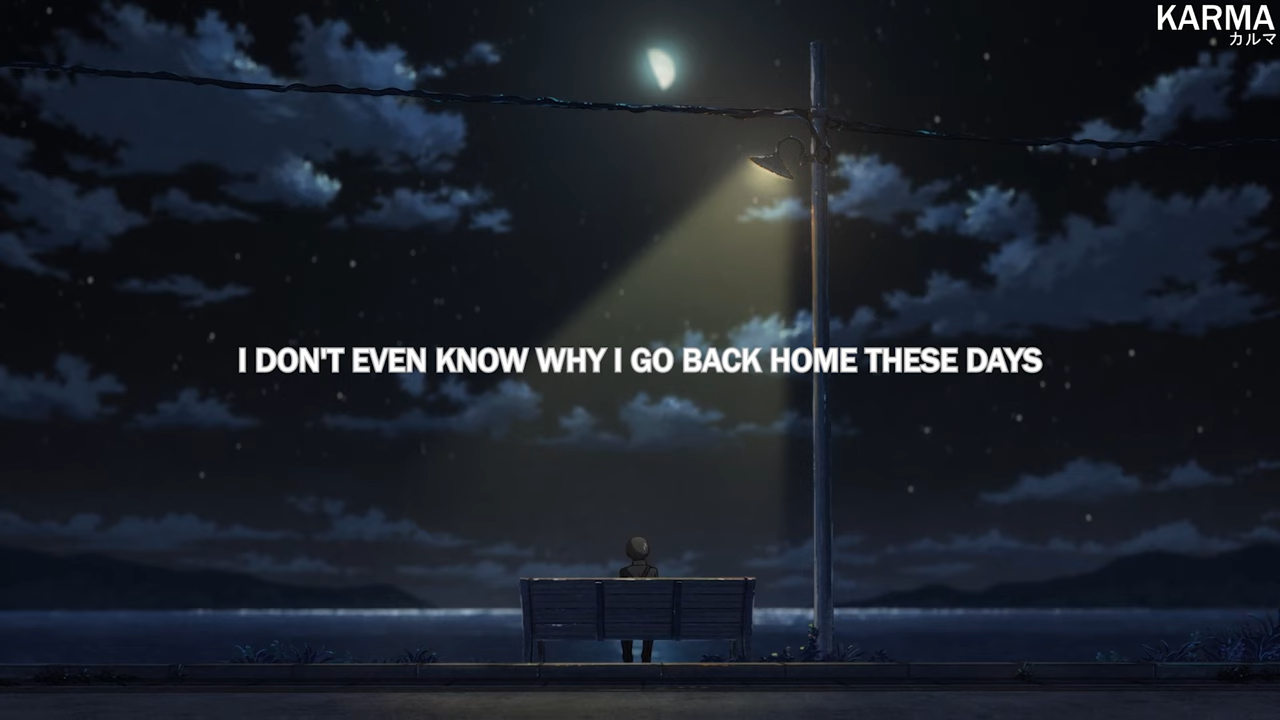 KARMA
カルマ
I DON'T EVEN KNOW WHY I GO BACK HOME THESE DAYS